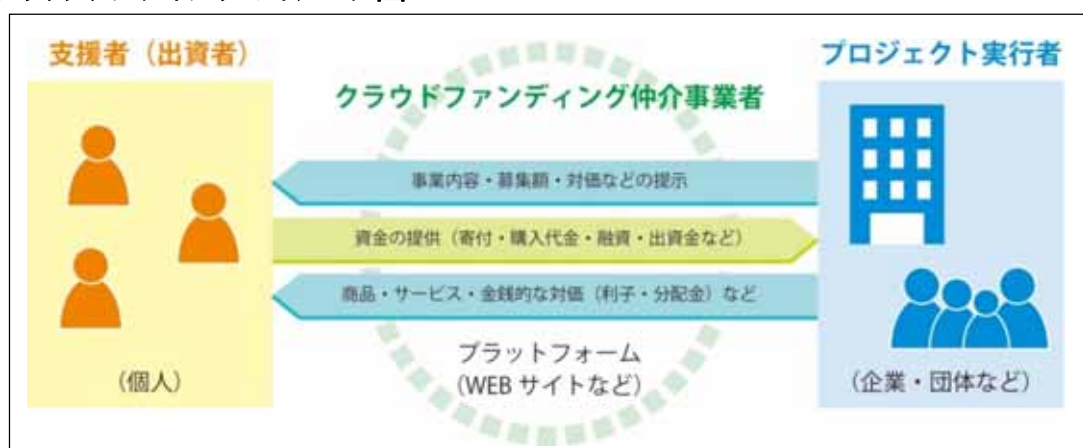 支援者（出資者）
クラウドファンディング仲介事業者
プロジェクト実行者
事業内容・募集額・対価などの提示
資金の提供（寄付・購入代金・融資・出資金など）
商品・サービス・金銭的な対価（利子・分配金）など
（個人）
プラットフォーム
（WEB サイトなど）
（企業・団体など）